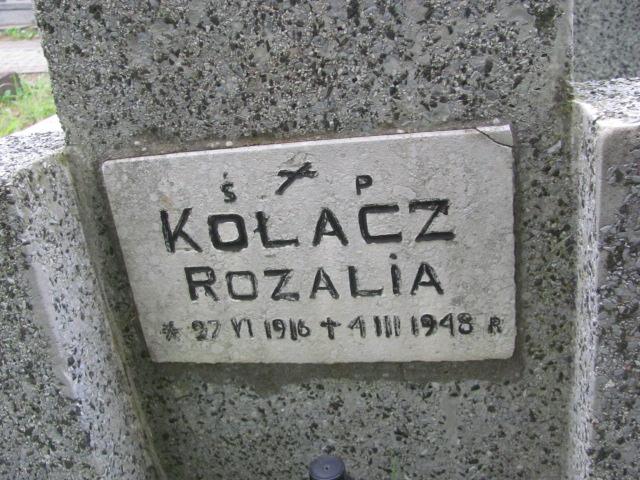 Ś P
KOŁACZ
ROZALiA
* 27 VI 1916 + 4 III 1948 R